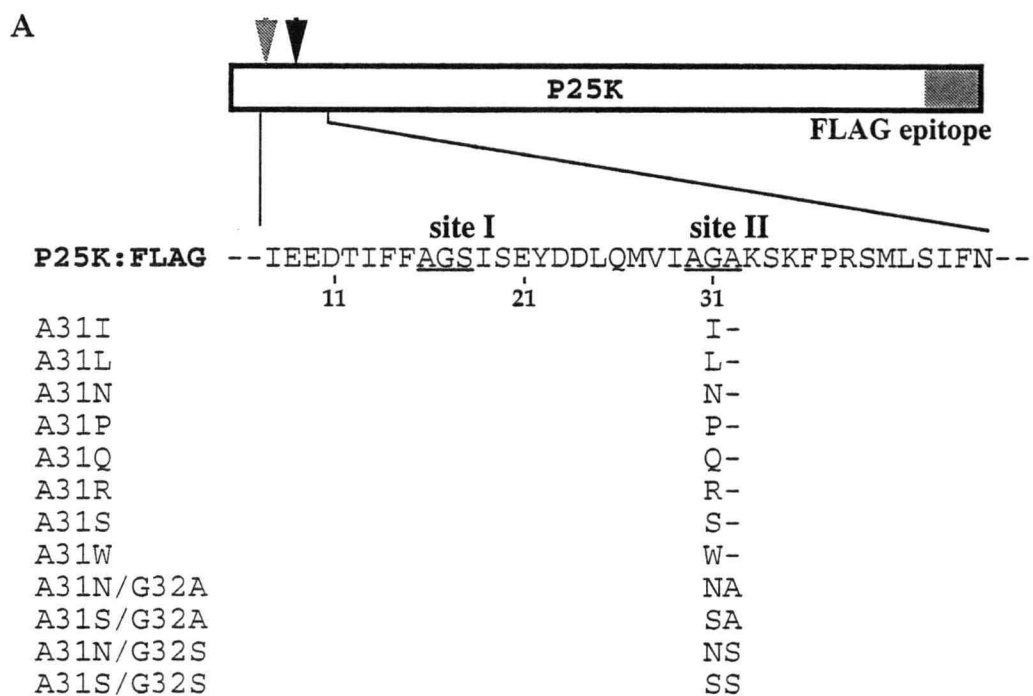 A
P25K
FLAG epitope
site I site II
P25K:FLAG --IEEDTIFFAGSISEYDDLQMVIAGAKSKFPRSMLSIFN--
11 21 31
A31I I-
A31L L-
A31N N-
A31P P-
A31Q Q-
A31R R-
A31S S-
A31W W-
A31N/G32A NA
A31S/G32A SA
A31N/G32S NS
A31S/G32S SS